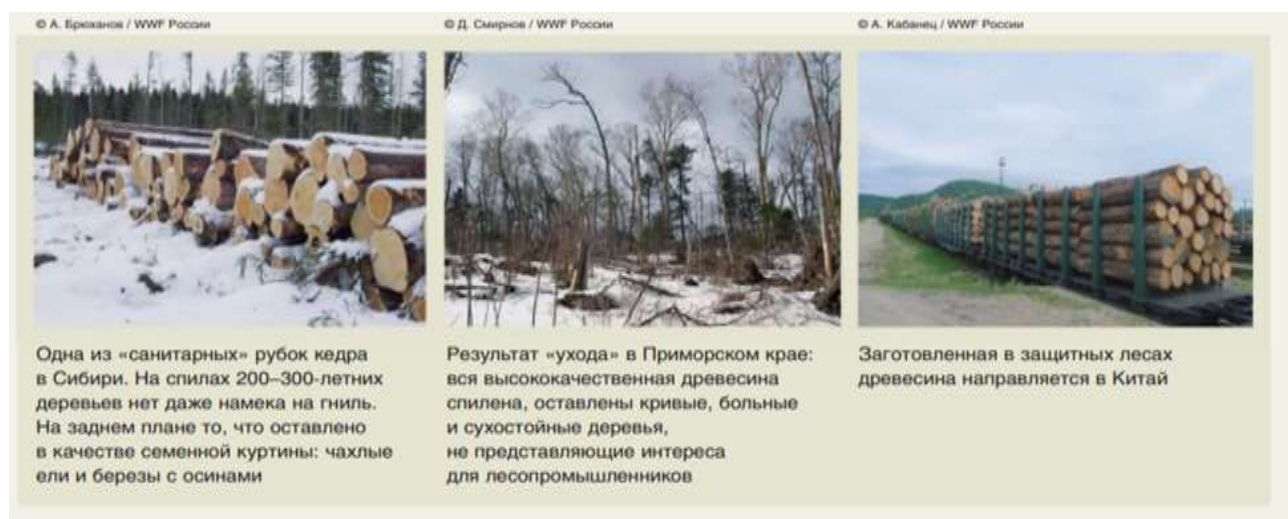 © А. Брюханов / WWF России
© Д. Смирнов / WWF России
© А. Кабанец / WWF России
Одна из «санитарных» рубок кедра
в Сибири. На спилах 200–300-летних
деревьев нет даже намека на гниль.
На заднем плане то, что оставлено
в качестве семенной куртины: чахлые
ели и березы с осинами
Результат «ухода» в Приморском крае:
вся высококачественная древесина
спилена, оставлены кривые, больные
и сухостойные деревья,
не представляющие интереса
для лесопромышленников
Заготовленная в защитных лесах
древесина направляется в Китай